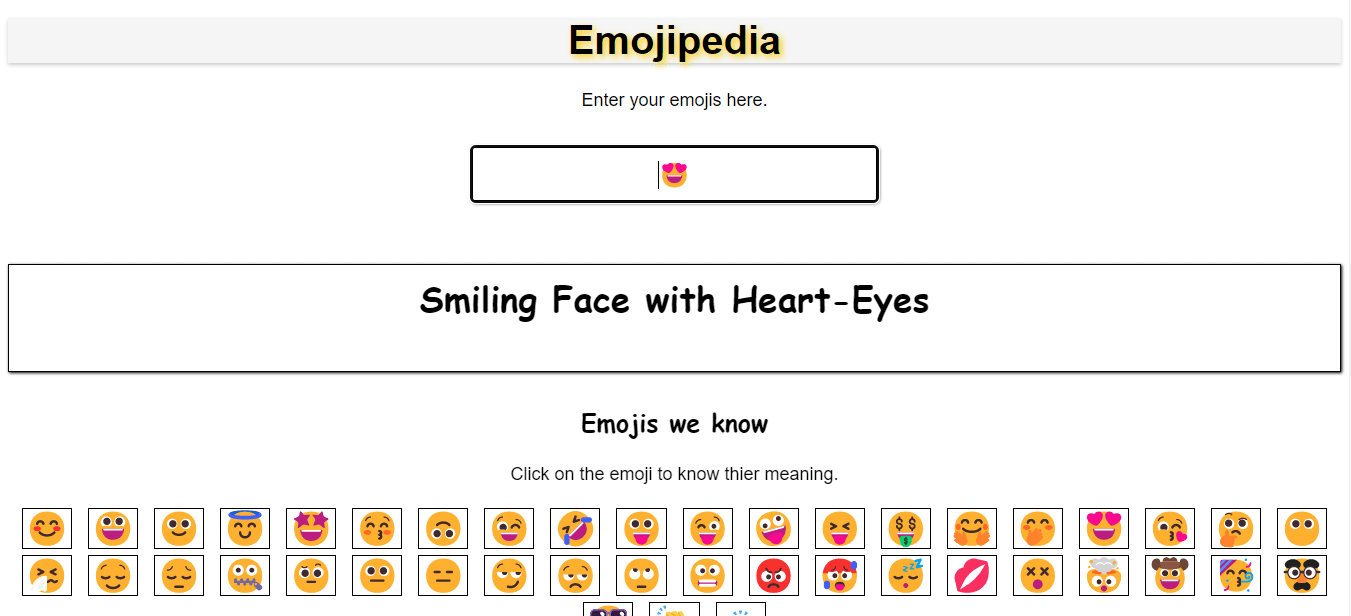 Emojipedia
Enter your emojis here.
😍
Smiling Face with Heart-Eyes
Emojis we know
Click on the emoji to know thier meaning.